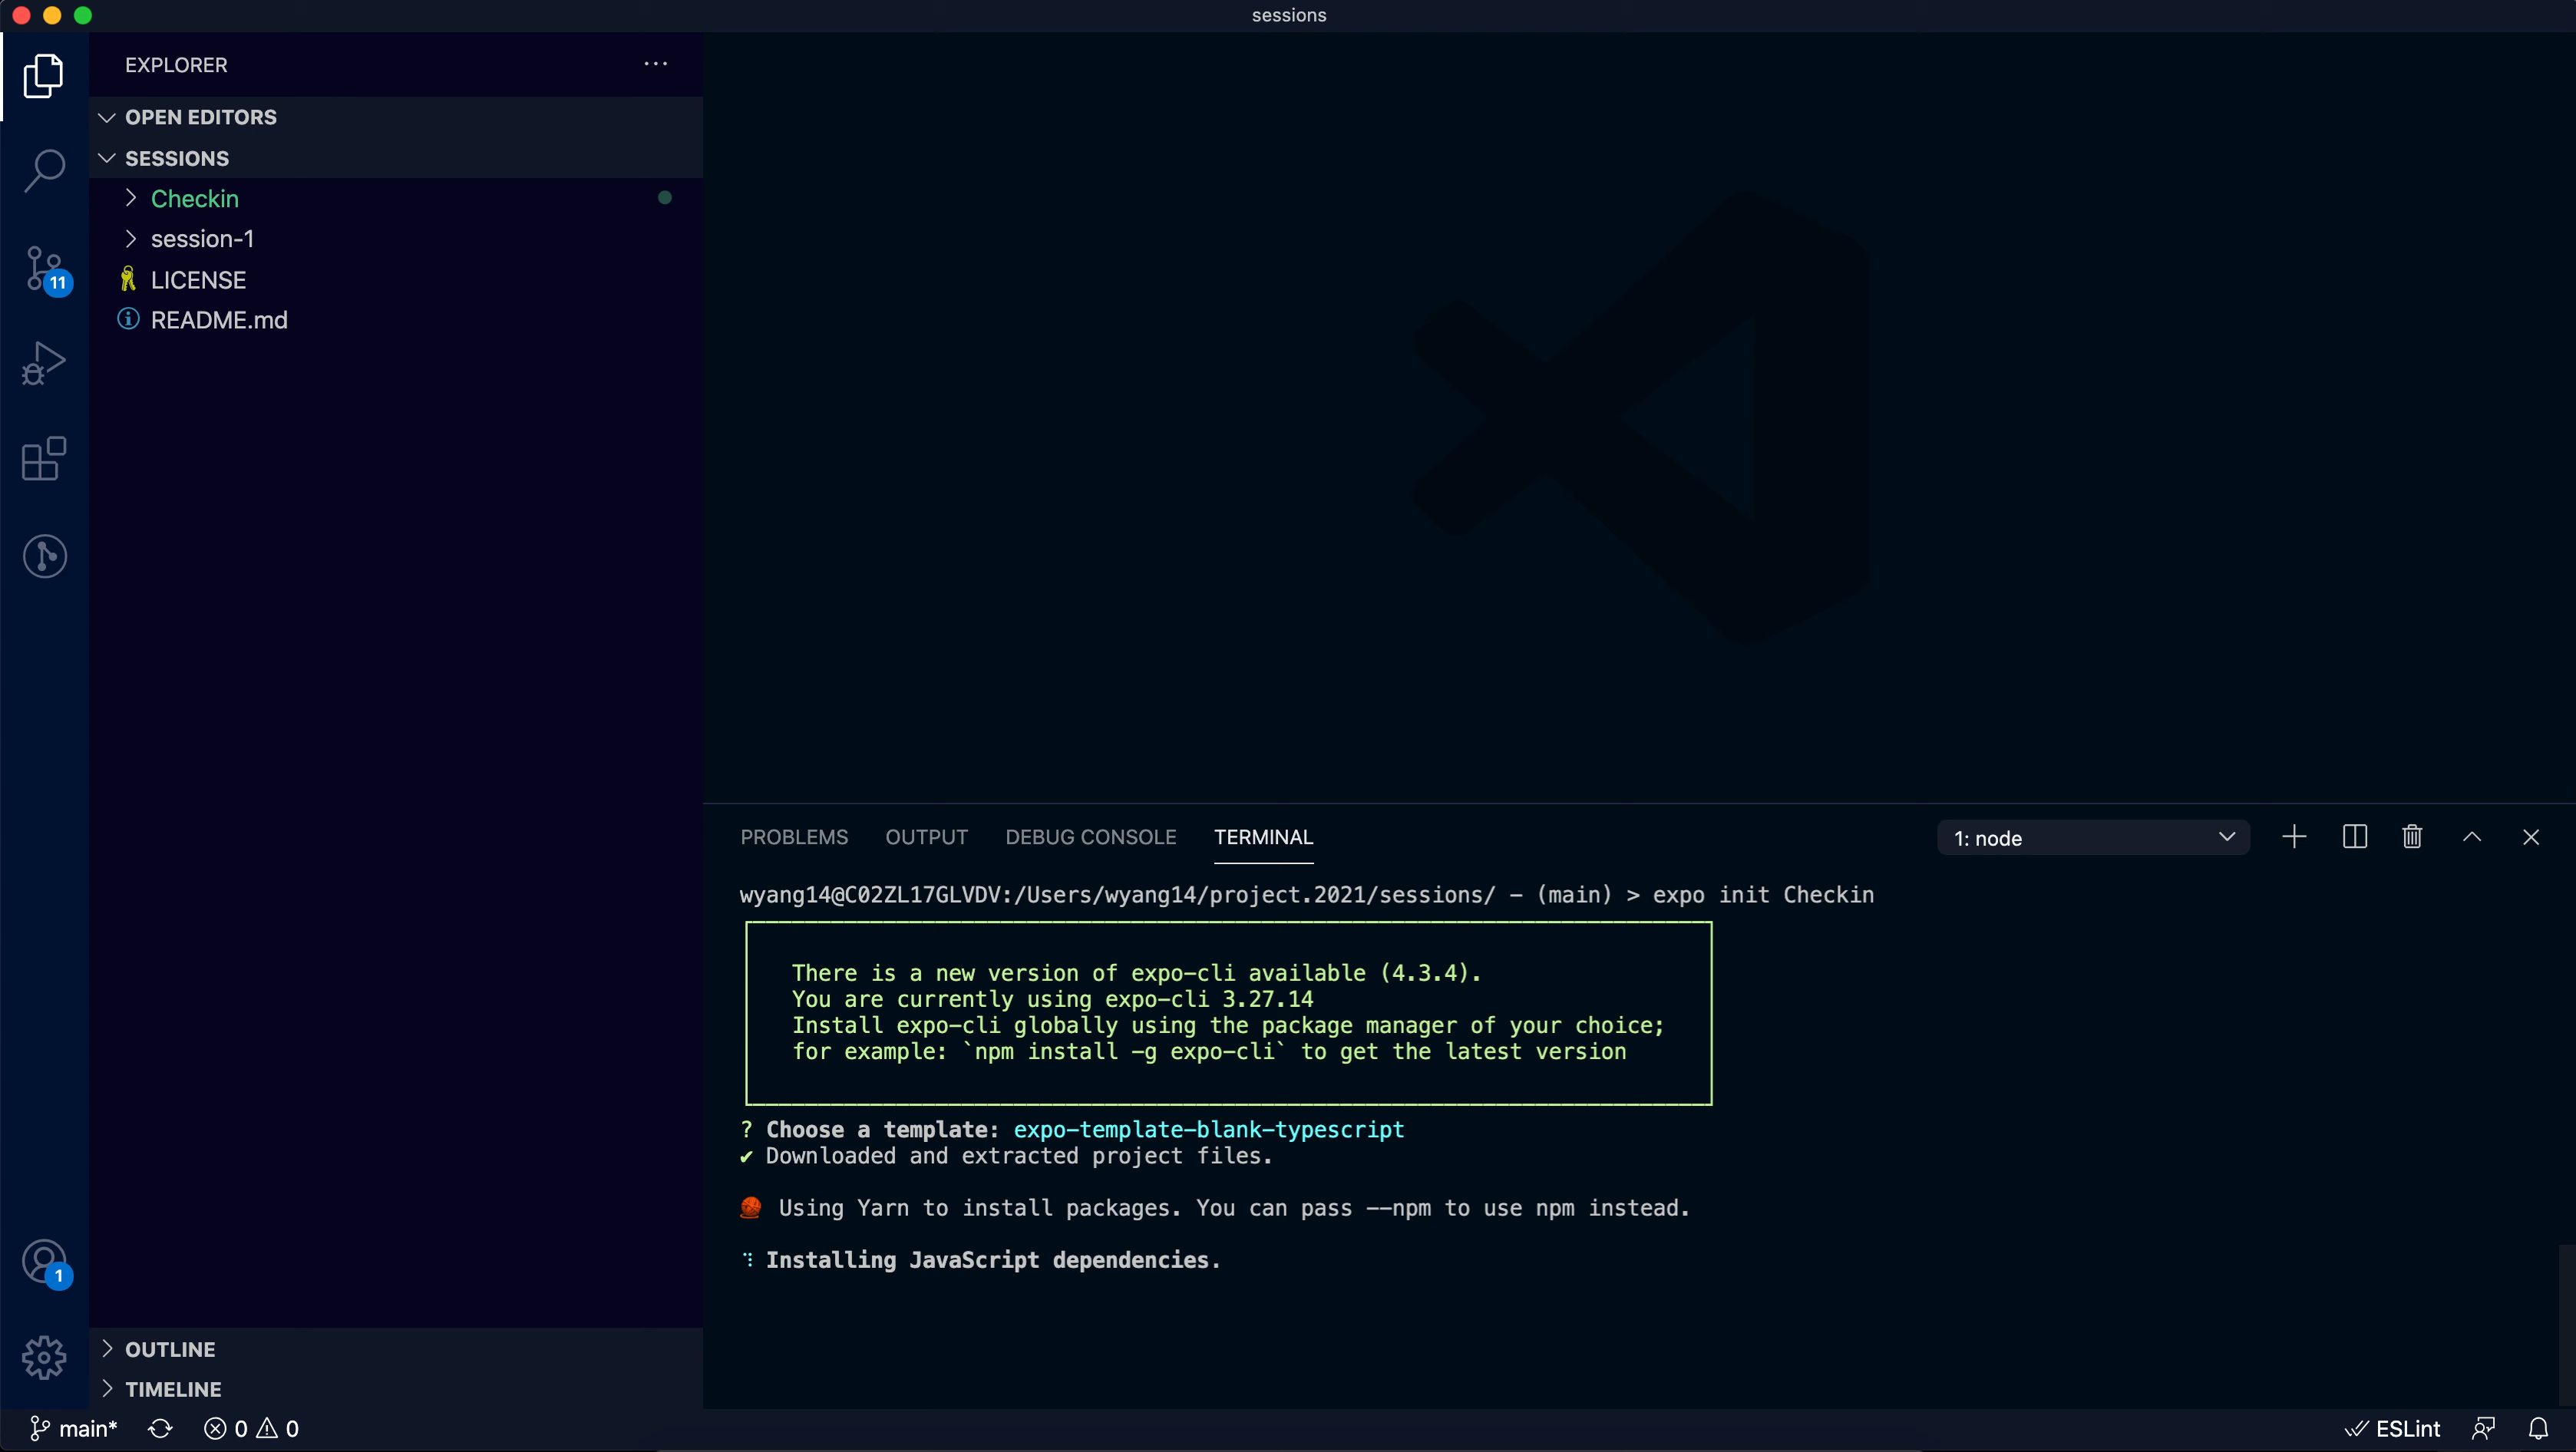 sessions
EXPLORER
OPEN EDITORS
SESSIONS
Checkin
session-1
LICENSE
README.md
11
1
OUTLINE
TIMELINE
PROBLEMS OUTPUT DEBUG CONSOLE TERMINAL 1: node
wyang14@C02ZL17GLVDV:/Users/wyang14/project.2021/sessions/ – (main) > expo init Checkin
There is a new version of expo-cli available (4.3.4).
You are currently using expo-cli 3.27.14
Install expo-cli globally using the package manager of your choice;
for example: `npm install -g expo-cli` to get the latest version
? Choose a template: expo-template-blank-typescript
✔ Downloaded and extracted project files.
🧶 Using Yarn to install packages. You can pass --npm to use npm instead.
Installing JavaScript dependencies.
main* 0 0 ESLint